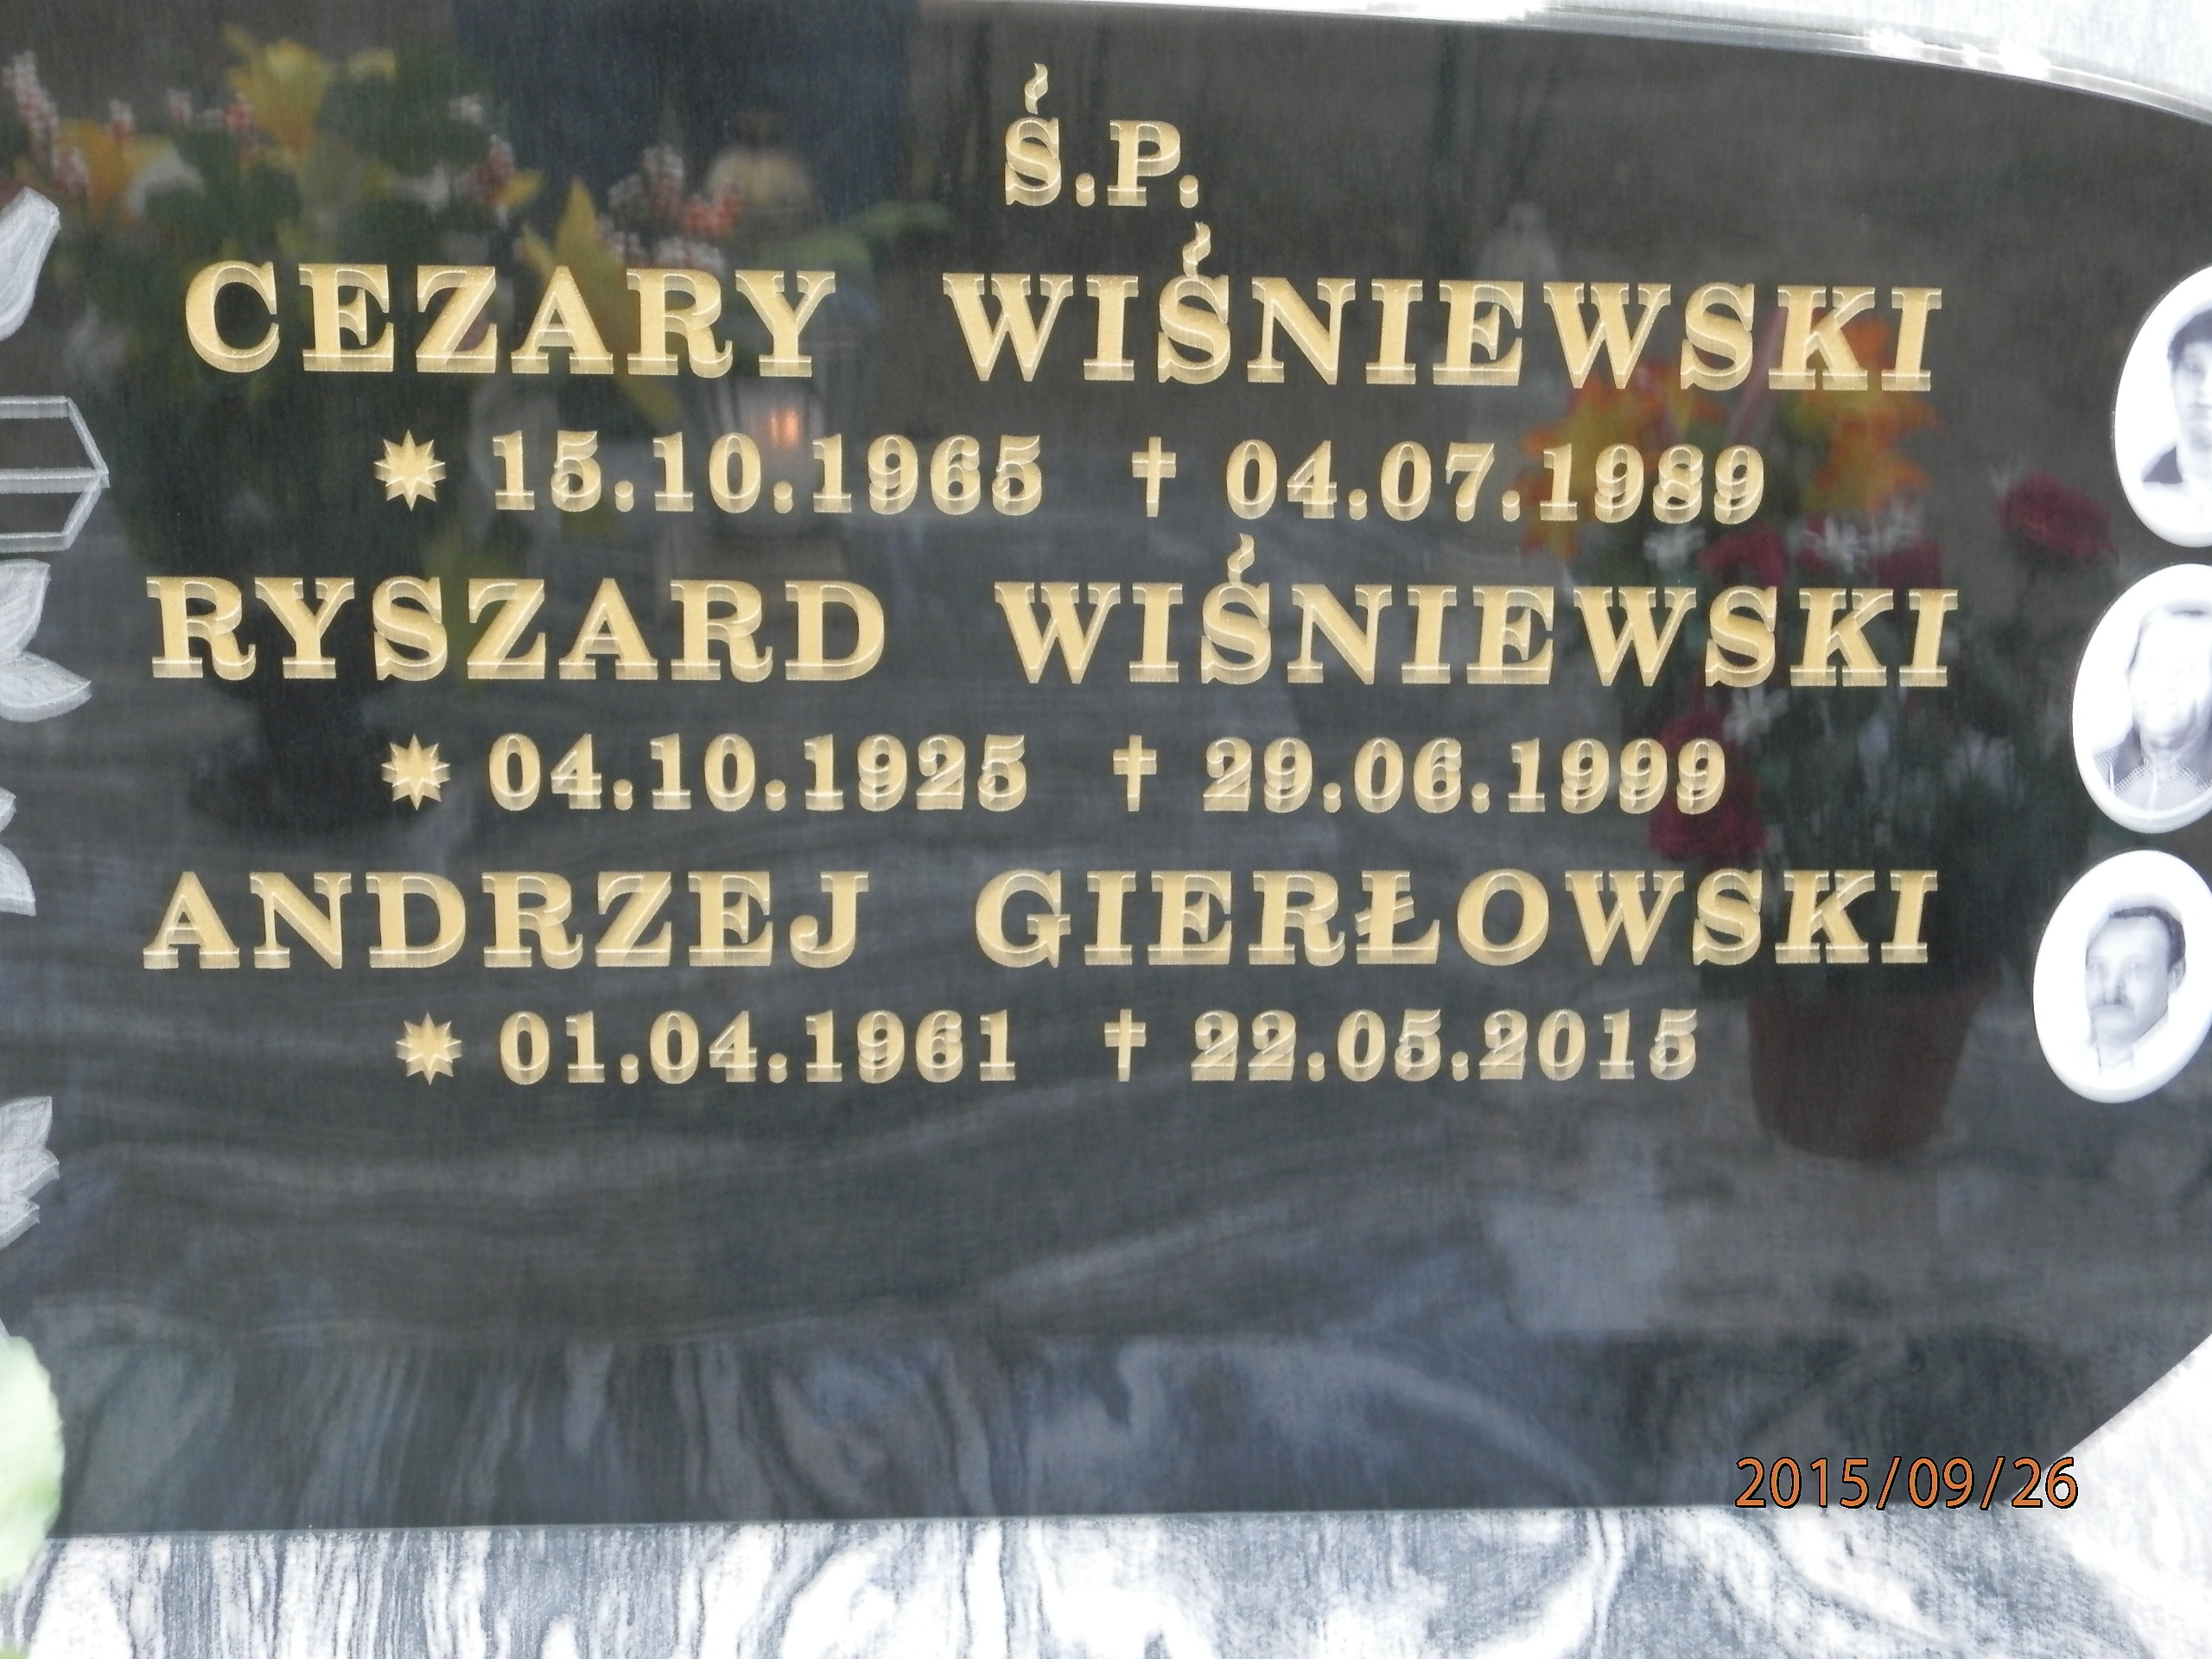 Ś.P.
CEZARY WIŚNIEWSKI
✷ 15.10.1965 † 04.07.1989
RYSZARD WIŚNIEWSKI
✷ 04.10.1925 † 29.06.1999
ANDRZEJ GIERŁOWSKI
✷ 01.04.1961 † 22.05.2015
2015/09/26